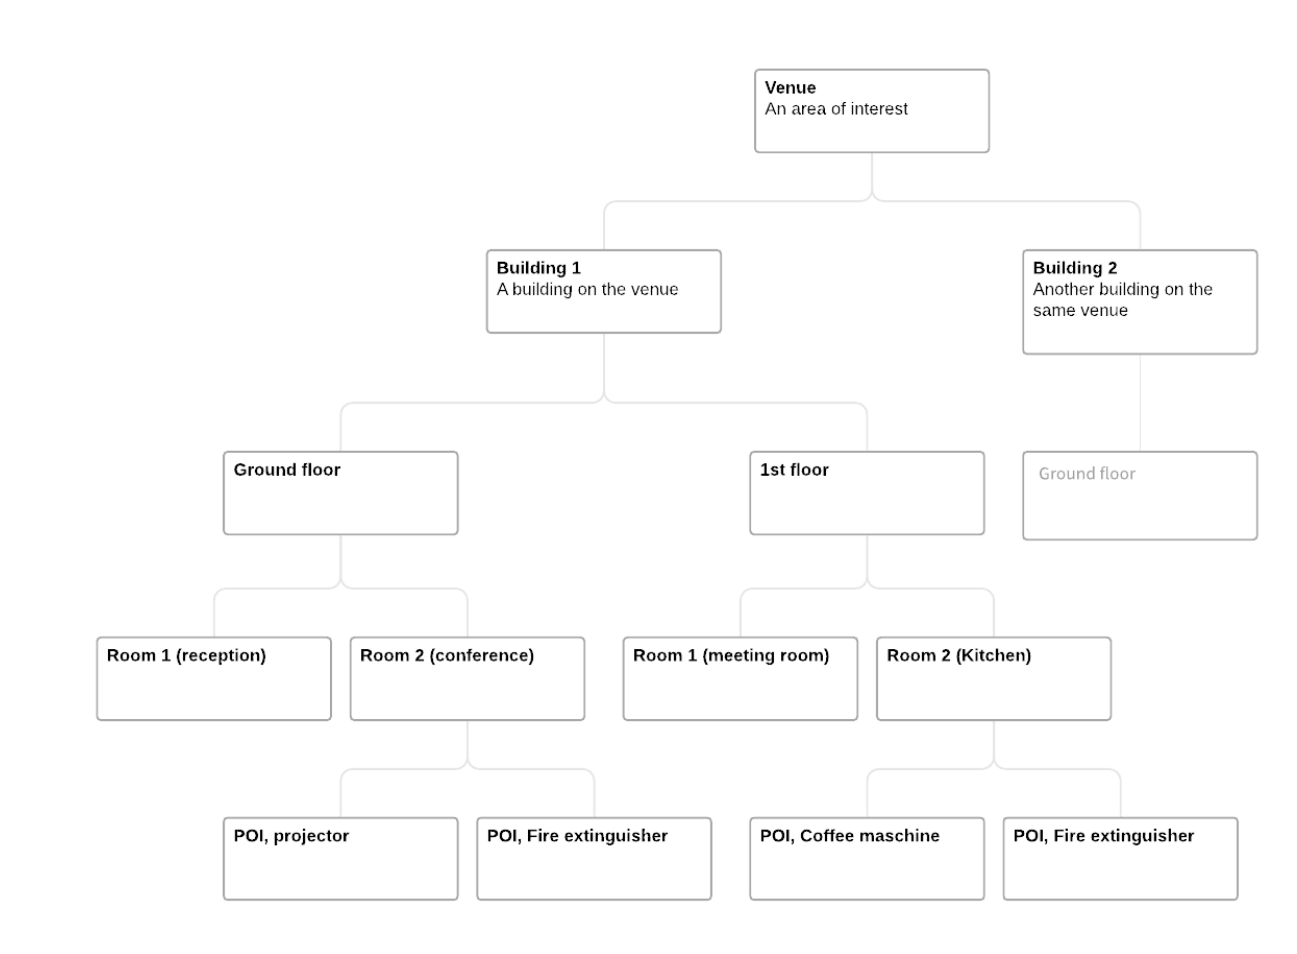 Venue
An area of interest
Building 1
A building on the venue
Building 2
Another building on the
same venue
Ground floor
1st floor
Ground floor
Room 1 (reception)
Room 2 (conference)
Room 1 (meeting room)
Room 2 (Kitchen)
POI, projector
POI, Fire extinguisher
POI, Coffee maschine
POI, Fire extinguisher